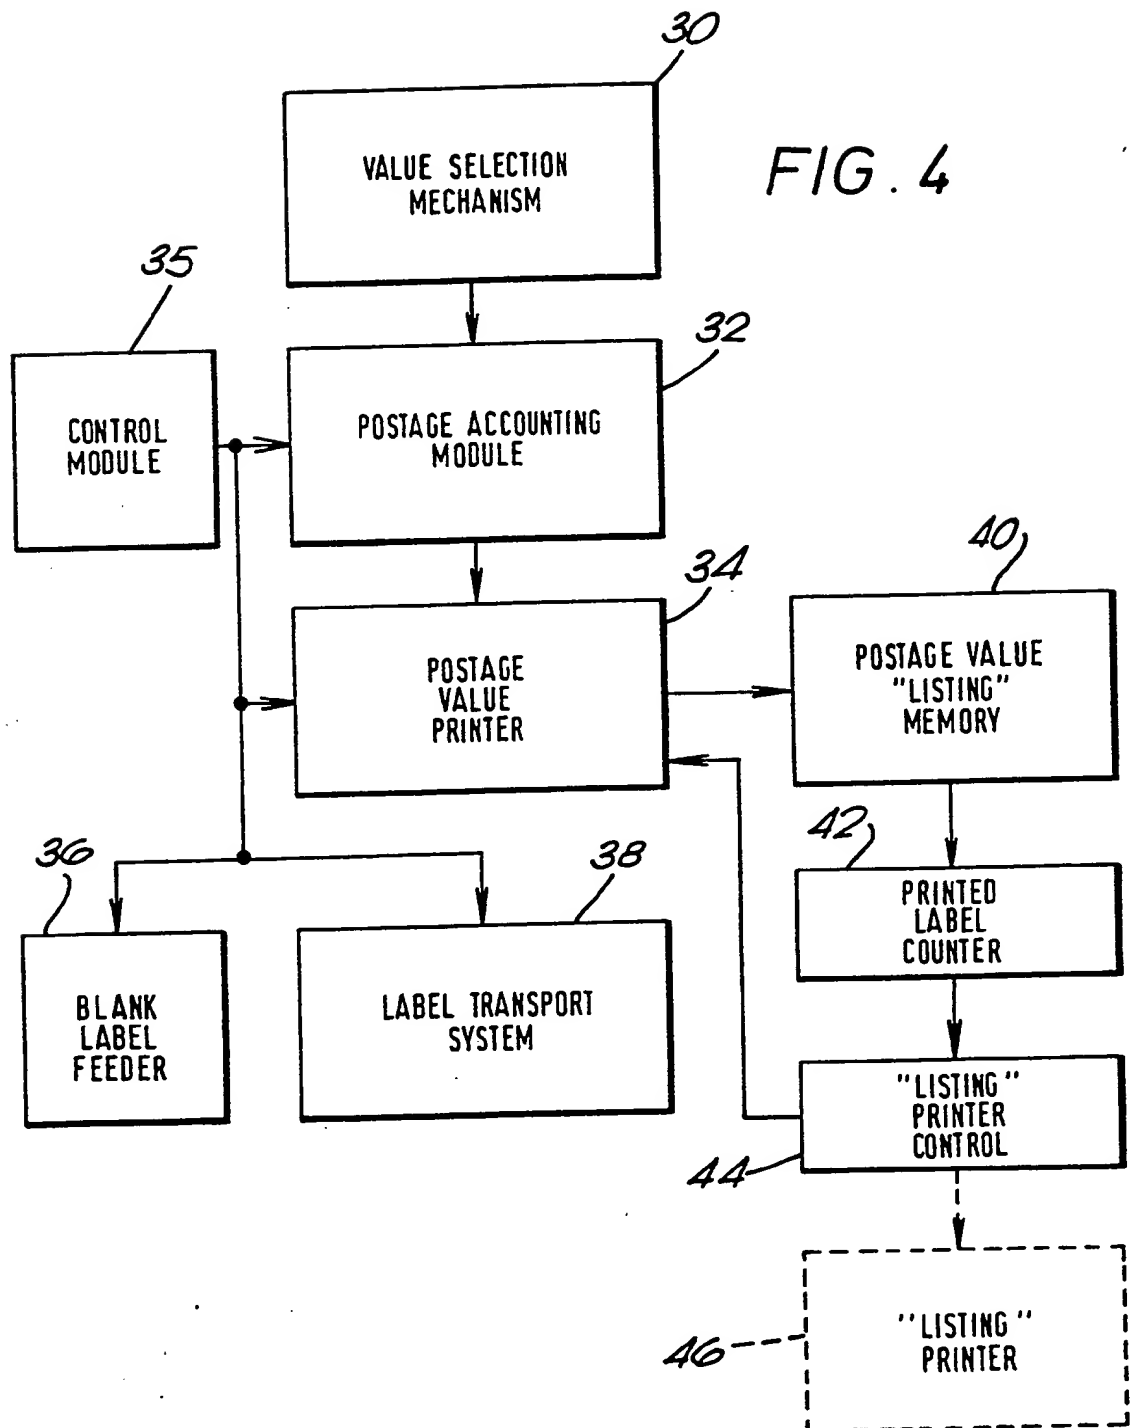 30
VALUE SELECTION
MECHANISM
FIG. 4
35
32
CONTROL
MODULE
POSTAGE ACCOUNTING
MODULE
34
40
POSTAGE
VALUE
PRINTER
POSTAGE VALUE
"LISTING"
MEMORY
36
38
42
PRINTED
LABEL
COUNTER
BLANK
LABEL
FEEDER
LABEL TRANSPORT
SYSTEM
"LISTING"
PRINTER
CONTROL
44
46
"LISTING"
PRINTER